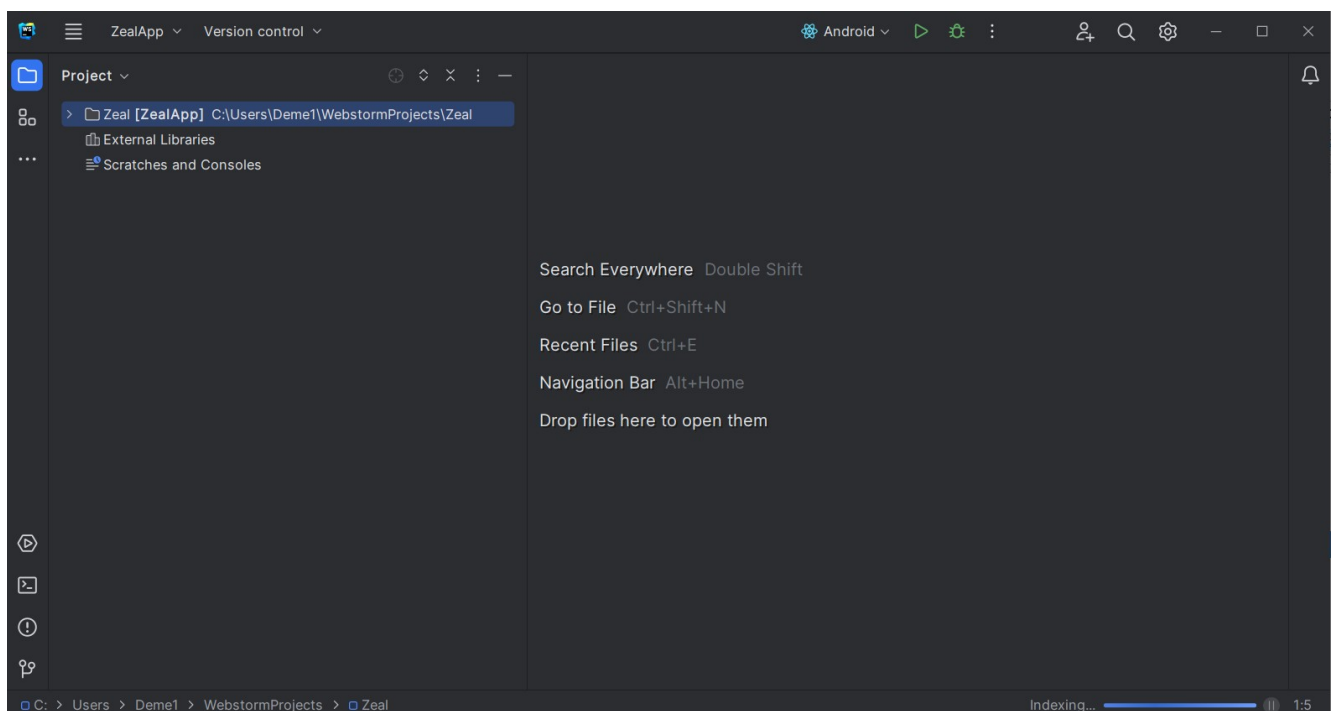 WS ZealApp Version control Android
Project
Zeal [ZealApp] C:\Users\Deme1\WebstormProjects\Zeal
External Libraries
Scratches and Consoles
Search Everywhere Double Shift
Go to File Ctrl+Shift+N
Recent Files Ctrl+E
Navigation Bar Alt+Home
Drop files here to open them
C: > Users > Deme1 > WebstormProjects > Zeal Indexing... 1:5